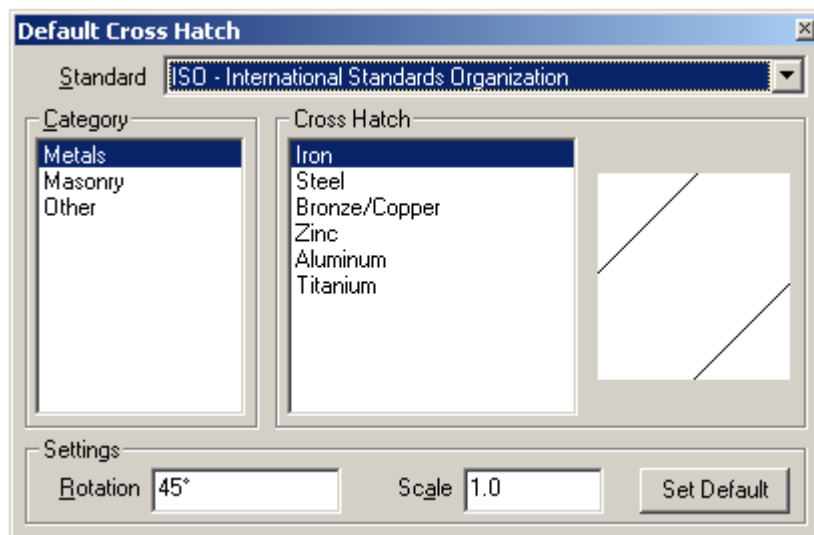 Default Cross Hatch
Standard ISO - International Standards Organization
Category
Metals
Masonry
Other
Cross Hatch
Iron
Steel
Bronze/Copper
Zinc
Aluminum
Titanium
Settings
Rotation 45° Scale 1.0 Set Default